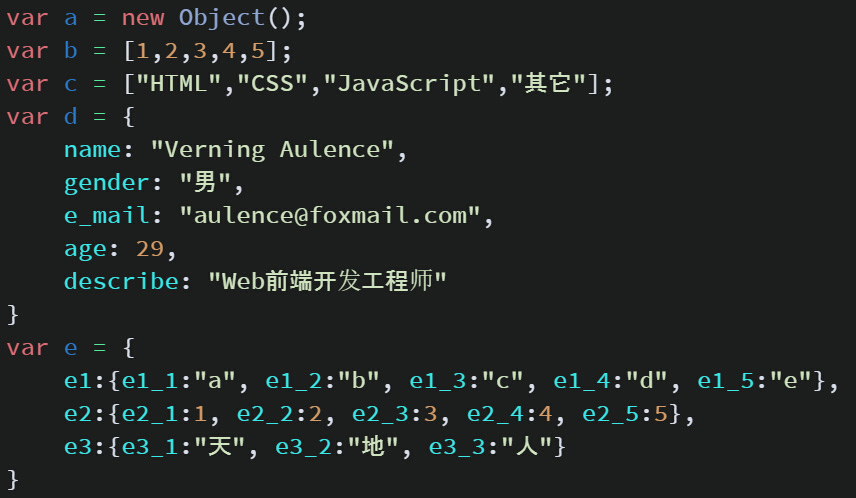 var a = new Object();
var b = [1,2,3,4,5];
var c = ["HTML","CSS","JavaScript","其它"];
var d = {
    name: "Verning Aulence",
    gender: "男",
    e_mail: "aulence@foxmail.com",
    age: 29,
    describe: "Web前端开发工程师"
}
var e = {
    e1:{e1_1:"a", e1_2:"b", e1_3:"c", e1_4:"d", e1_5:"e"},
    e2:{e2_1:1, e2_2:2, e2_3:3, e2_4:4, e2_5:5},
    e3:{e3_1:"天", e3_2:"地", e3_3:"人"}
}